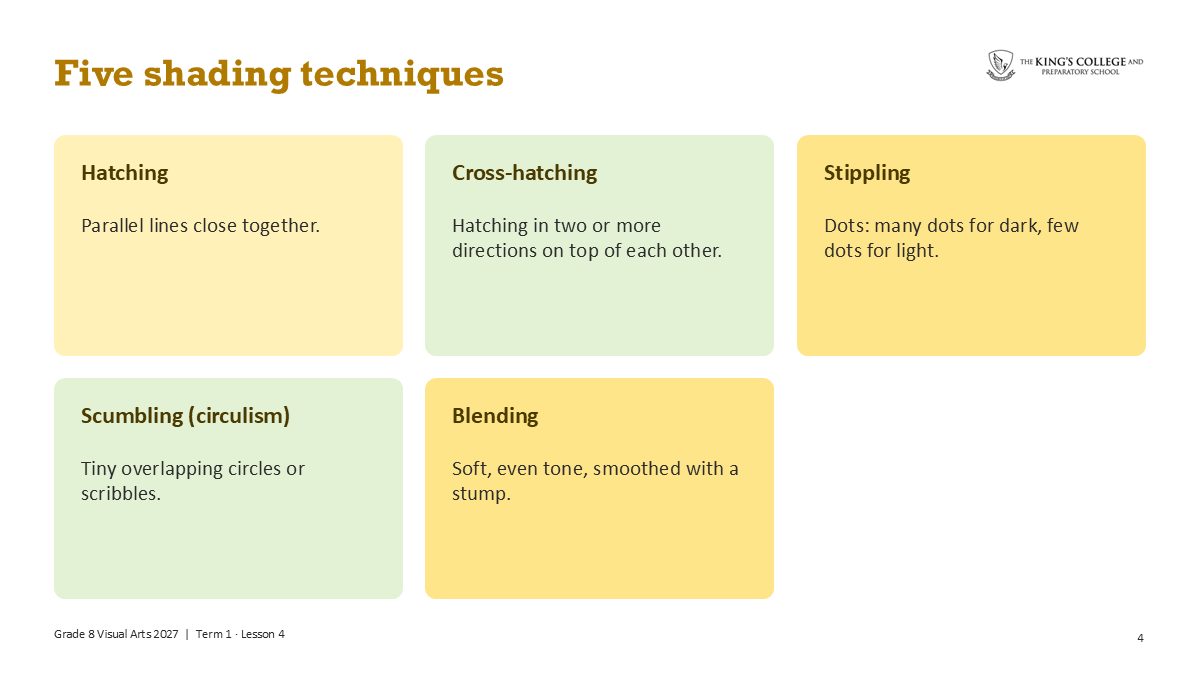 Five shading techniques
THE KING'S COLLEGE AND
PREPARATORY SCHOOL
Hatching
Parallel lines close together.
Cross-hatching
Hatching in two or more
directions on top of each other.
Stippling
Dots: many dots for dark, few
dots for light.
Scumbling (circulism)
Tiny overlapping circles or
scribbles.
Blending
Soft, even tone, smoothed with a
stump.
Grade 8 Visual Arts 2027 | Term 1 · Lesson 4
4